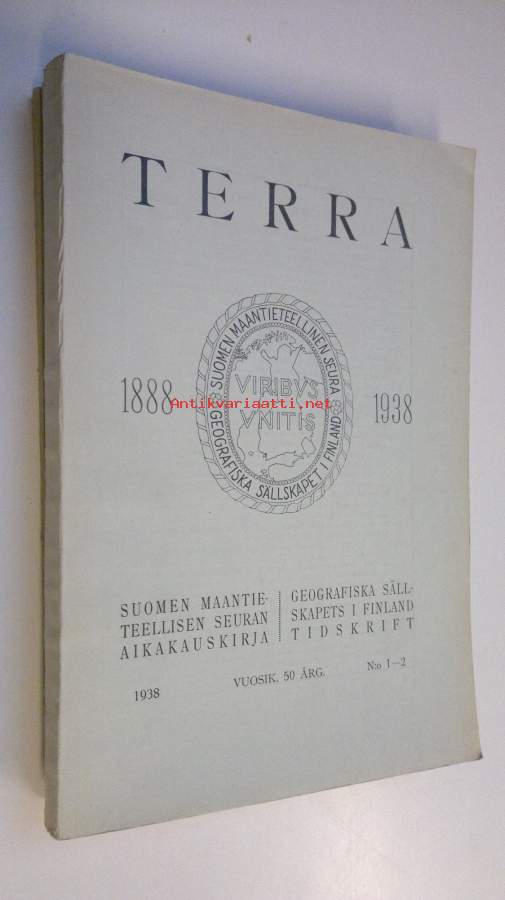 TERRA
1888
1938
SUOMEN MAANTIETEELLINEN SEURA
GEOGRAFISKA SÄLLSKAPET I FINLAND
VIRIBVS
VNITIS
Antikvariaatti.net
SUOMEN MAANTIE-
TEELLISEN SEURAN
AIKAKAUSKIRJA
GEOGRAFISKA SÄLL-
SKAPETS I FINLAND
TIDSKRIFT
1938
VUOSIK. 50 ÅRG.
N:o 1—2